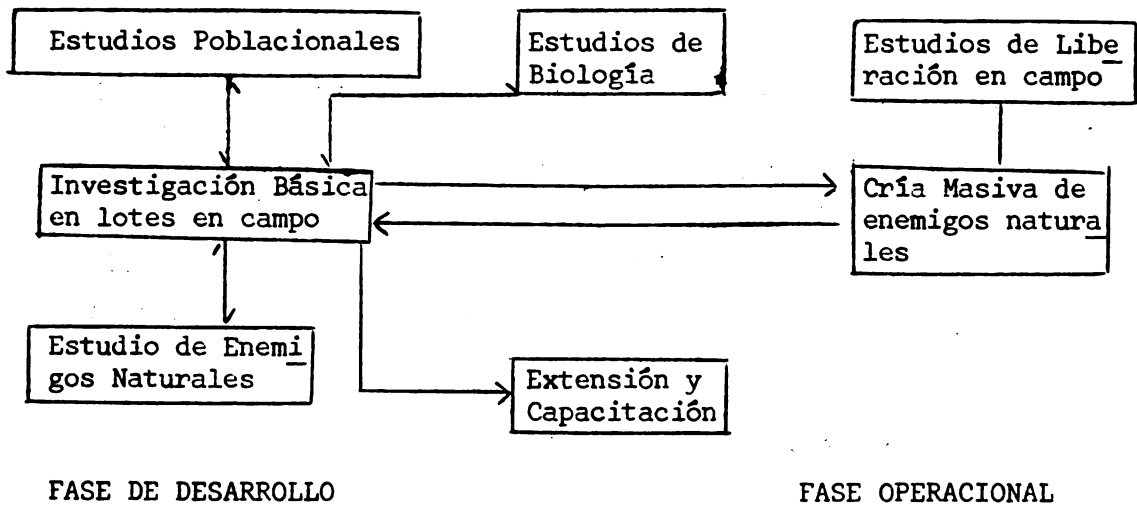 Estudios Poblacionales
Estudios de
Biología
Estudios de Libe
ración en campo
Investigación Básica
en lotes en campo
Cría Masiva de
enemigos natura
les
Estudio de Enemi
gos Naturales
Extensión y
Capacitación
FASE DE DESARROLLO
FASE OPERACIONAL